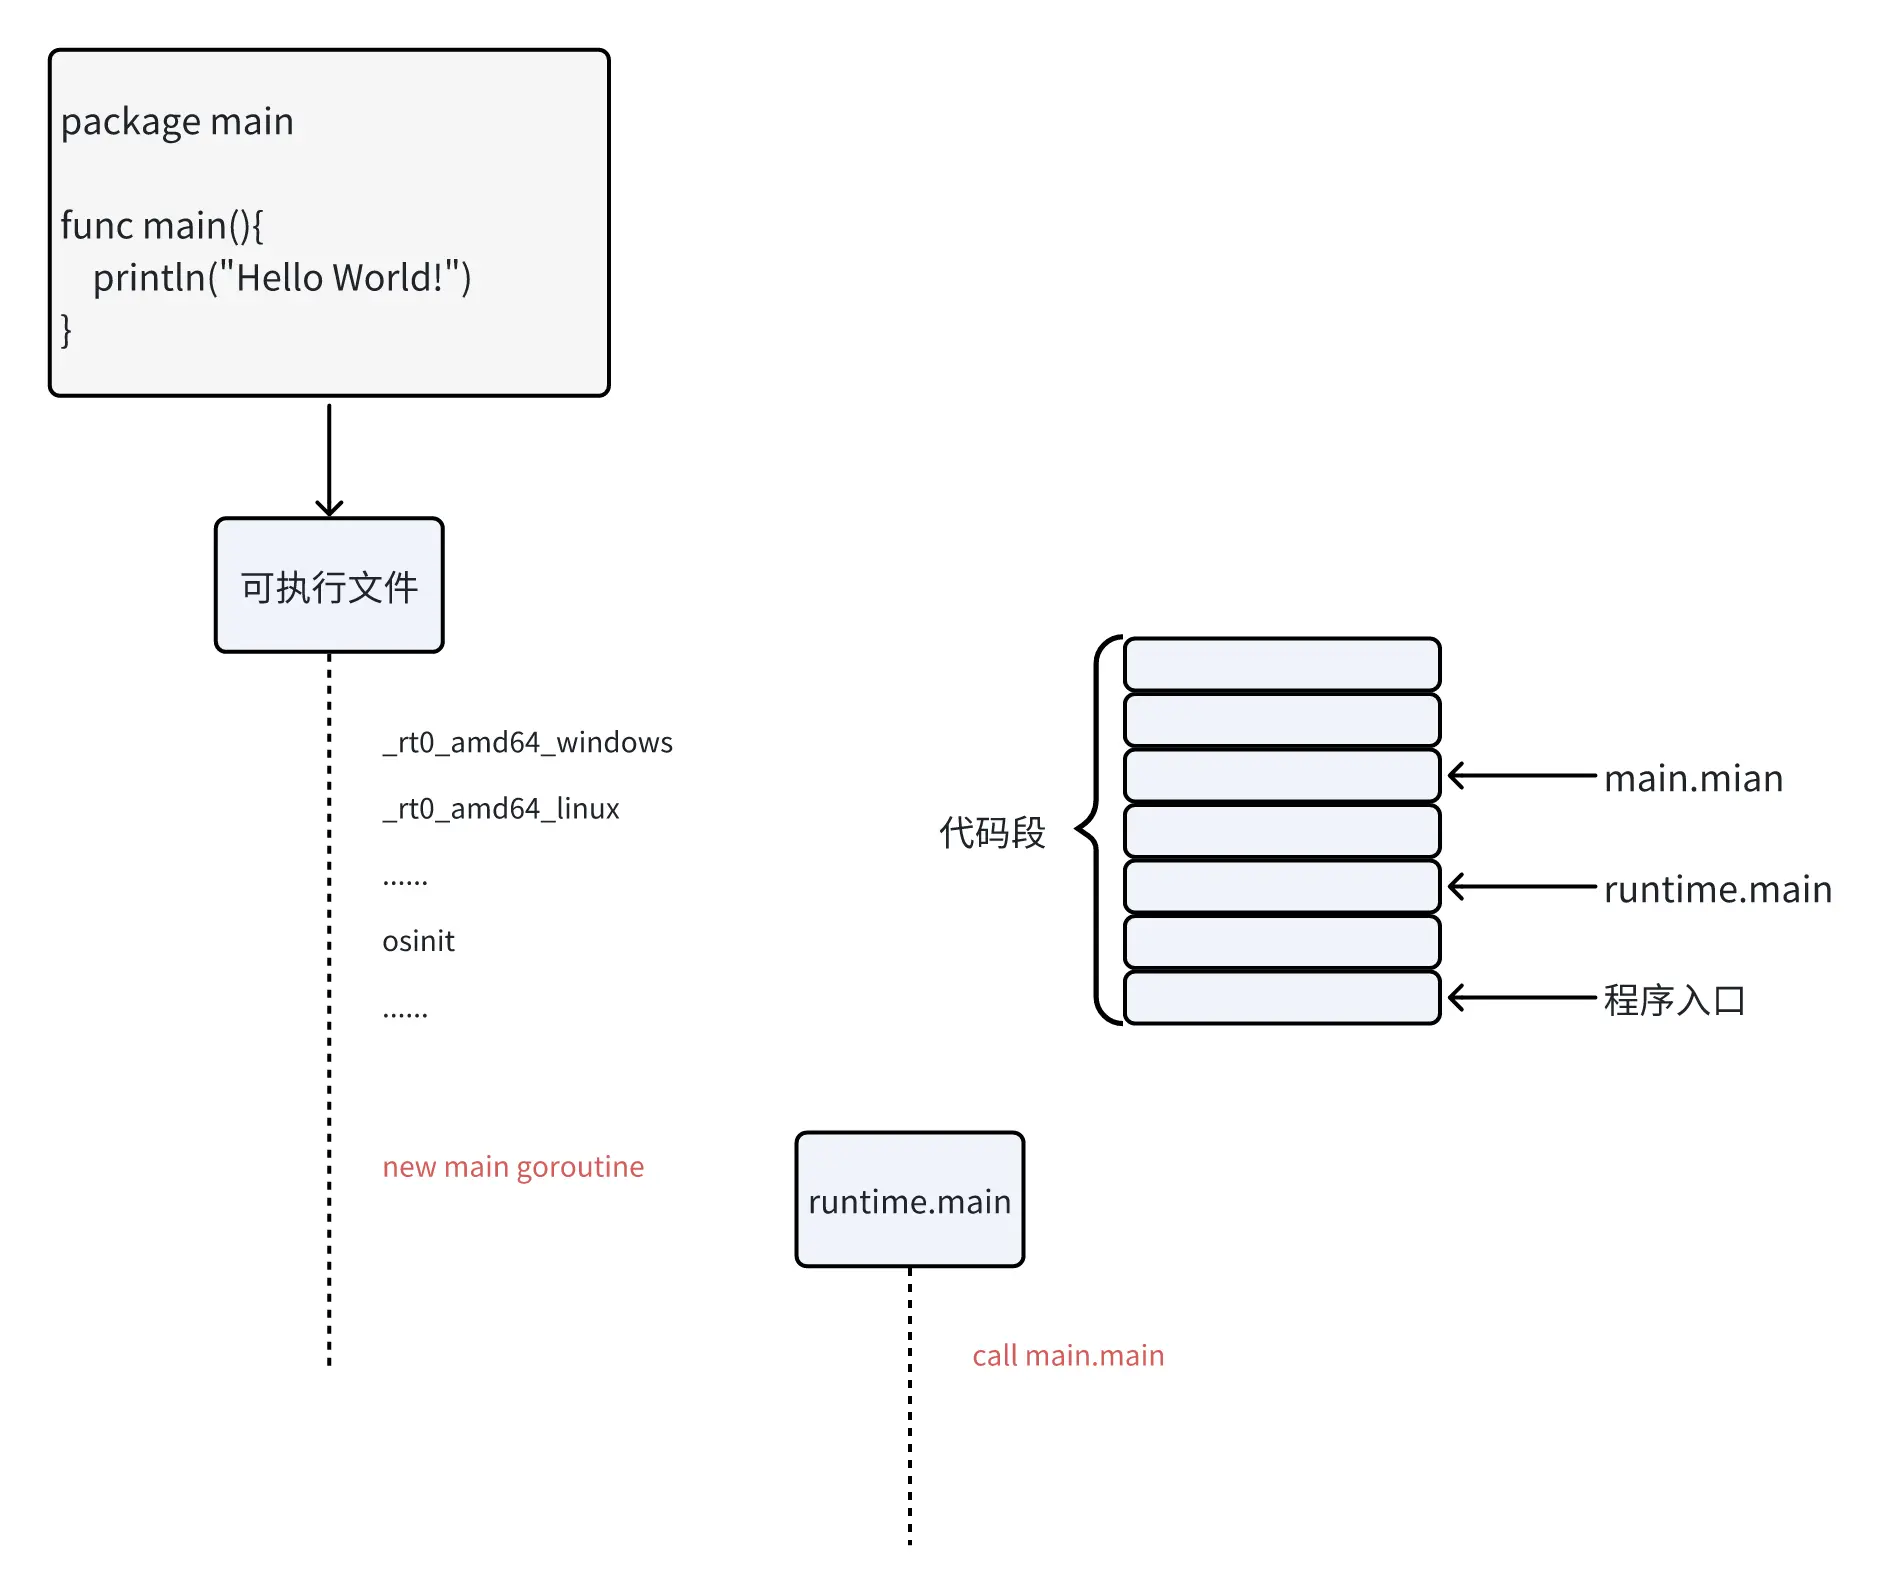 package main
func main(){
println("Hello World!")
}
可执行文件
_rt0_amd64_windows
_rt0_amd64_linux
......
osinit
......
new main goroutine
代码段
main.mian
runtime.main
程序入口
runtime.main
call main.main